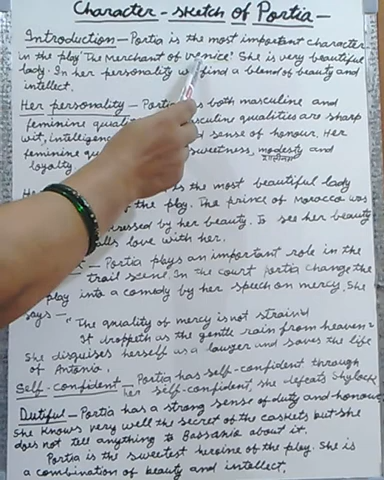 Character-sketch of Portia-
Introduction - Portia is the most important character
in the play 'The Merchant of venice! She is very beautiful
lady. In her personality find a blend of beauty and
intellect.
Her personality - Portia has both masculine and
feminine qualities qualities are sharp
wit, intelligence sense of honour. Her
feminine sweetness, modesty and
loyalty
the most beautiful lady
of the play. The prince of Morocco was
by her beauty. To see her beauty
falls love with her.
Portia plays an important role in the
trail scene. In the court portia change the
play into a comedy by her speech on mercy. She
says - "The quality of mercy is not strain'd
It droppeth as the gentle rain from heaven"
She disguises herself as a lawyer and saves the life
of Antonio.
Self-confident - Portia has self-confident through
her self-confident, she defeats Shylock.
Dutiful - Portia has a strong sense of duty and honour
She knows very well the secret of the caskets but she
does not tell anything to Bassania about it.
Portia is the sweetest heroine of the play. She is
a combination of beauty and intellect.